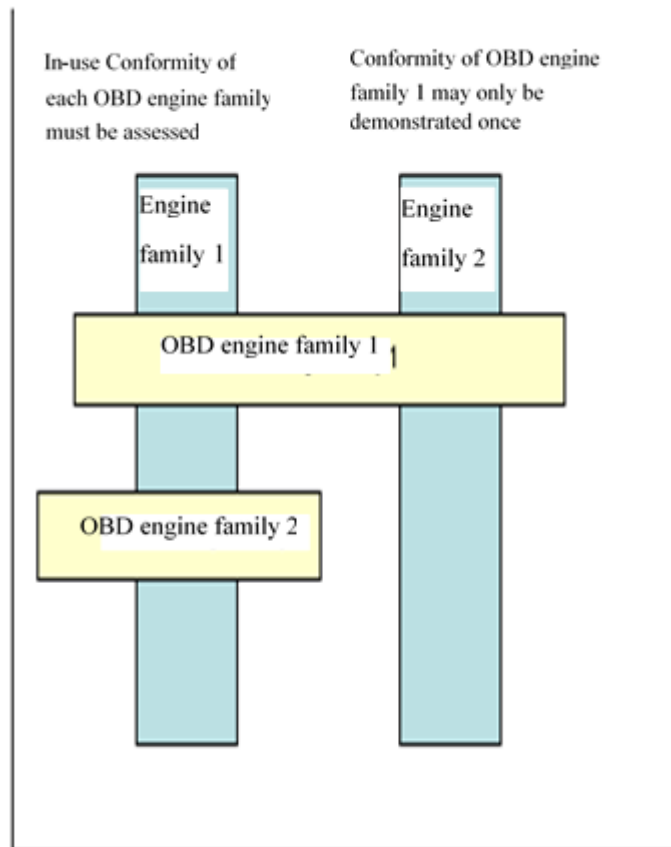 In-use Conformity of
each OBD engine family
must be assessed
Conformity of OBD engine
family 1 may only be
demonstrated once
Engine
family 1
Engine
family 2
OBD engine family 1
1
OBD engine family 2